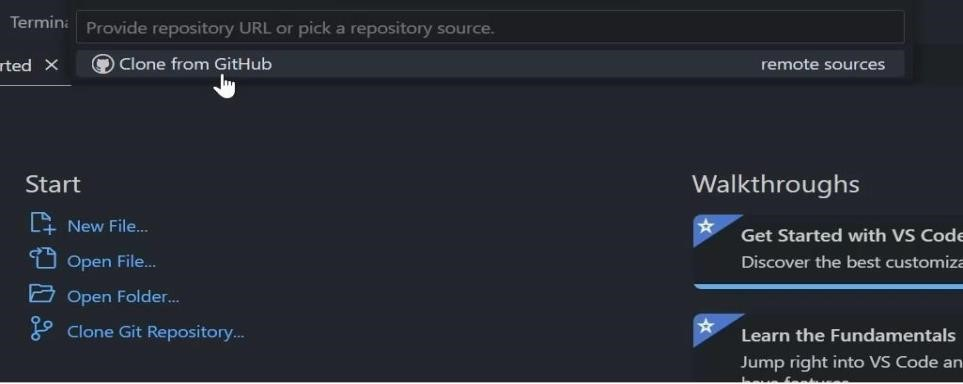 Termina
Provide repository URL or pick a repository source.
rted
Clone from GitHub
remote sources
Start
New File...
Open File...
Open Folder...
Clone Git Repository...
Walkthroughs
Get Started with VS Code
Discover the best customiza
Learn the Fundamentals
Jump right into VS Code an
have features